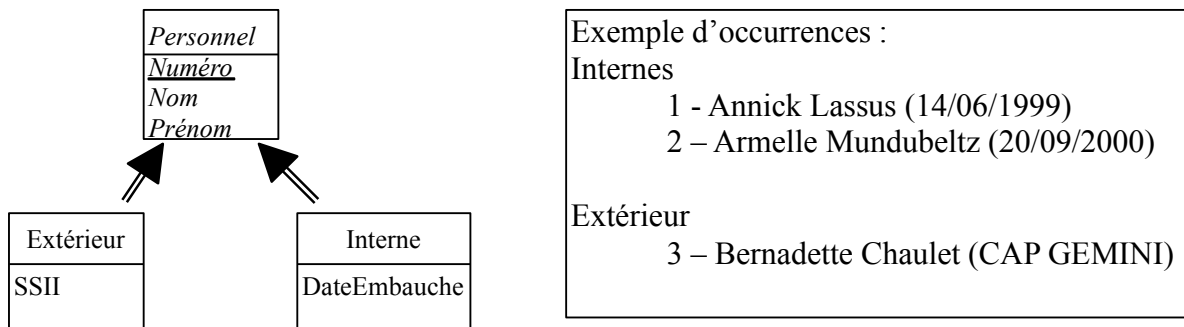 Personnel
Numéro
Nom
Prénom
Extérieur
SSII
Interne
DateEmbauche
Exemple d’occurrences :
Internes
1 - Annick Lassus (14/06/1999)
2 – Armelle Mundubeltz (20/09/2000)
Extérieur
3 – Bernadette Chaulet (CAP GEMINI)